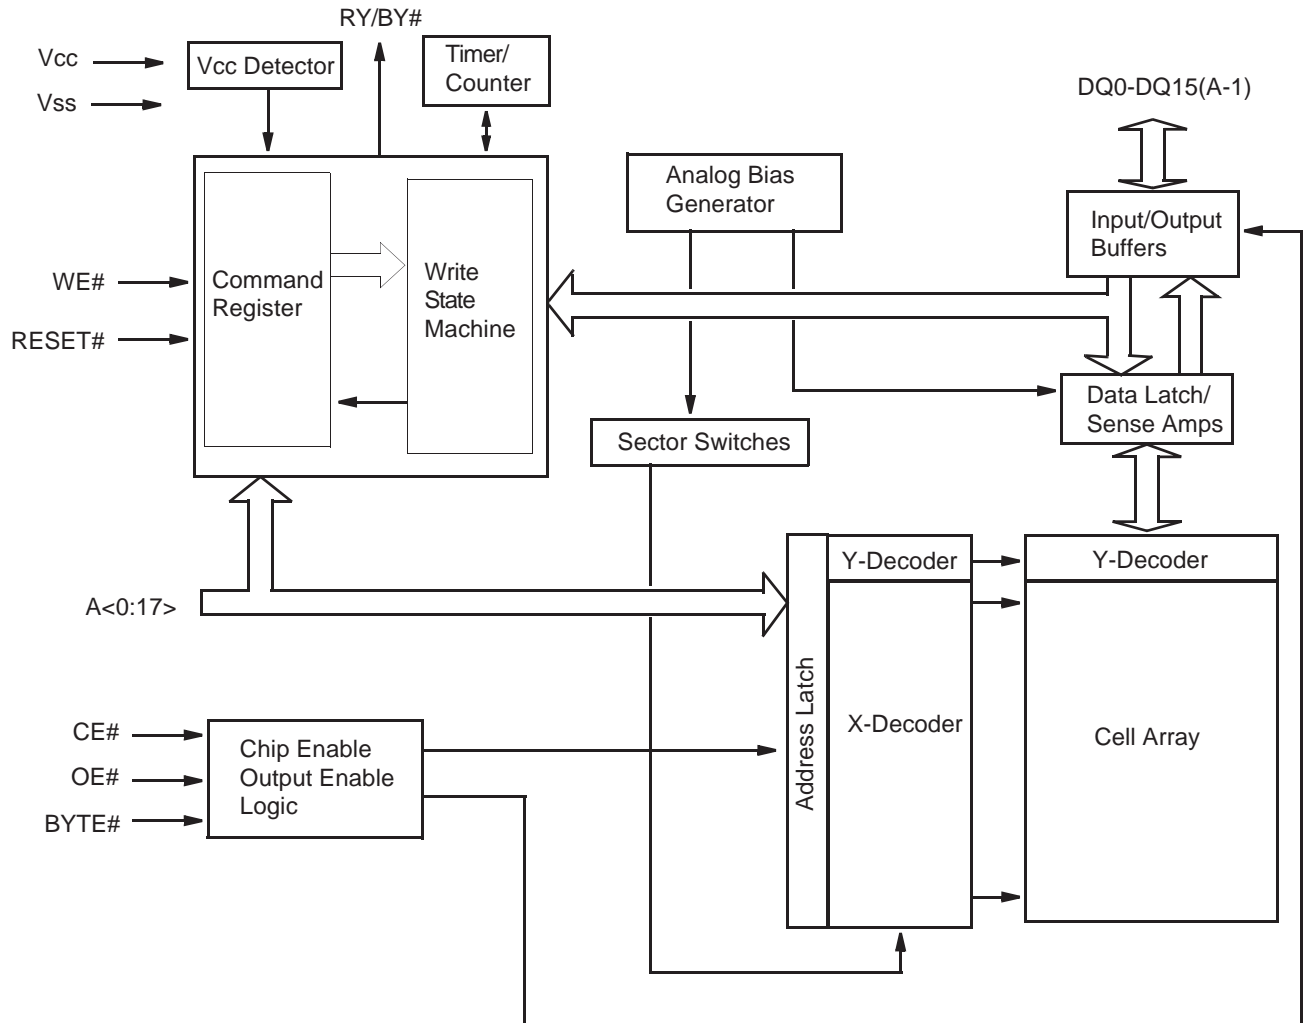 RY/BY#
Vcc
Vss
Vcc Detector
Timer/
Counter
DQ0-DQ15(A-1)
Analog Bias
Generator
Input/Output
Buffers
WE#
RESET#
Command
Register
Write
State
Machine
Data Latch/
Sense Amps
Sector Switches
Y-Decoder
Y-Decoder
A<0:17>
Address Latch
X-Decoder
Cell Array
CE#
OE#
BYTE#
Chip Enable
Output Enable
Logic